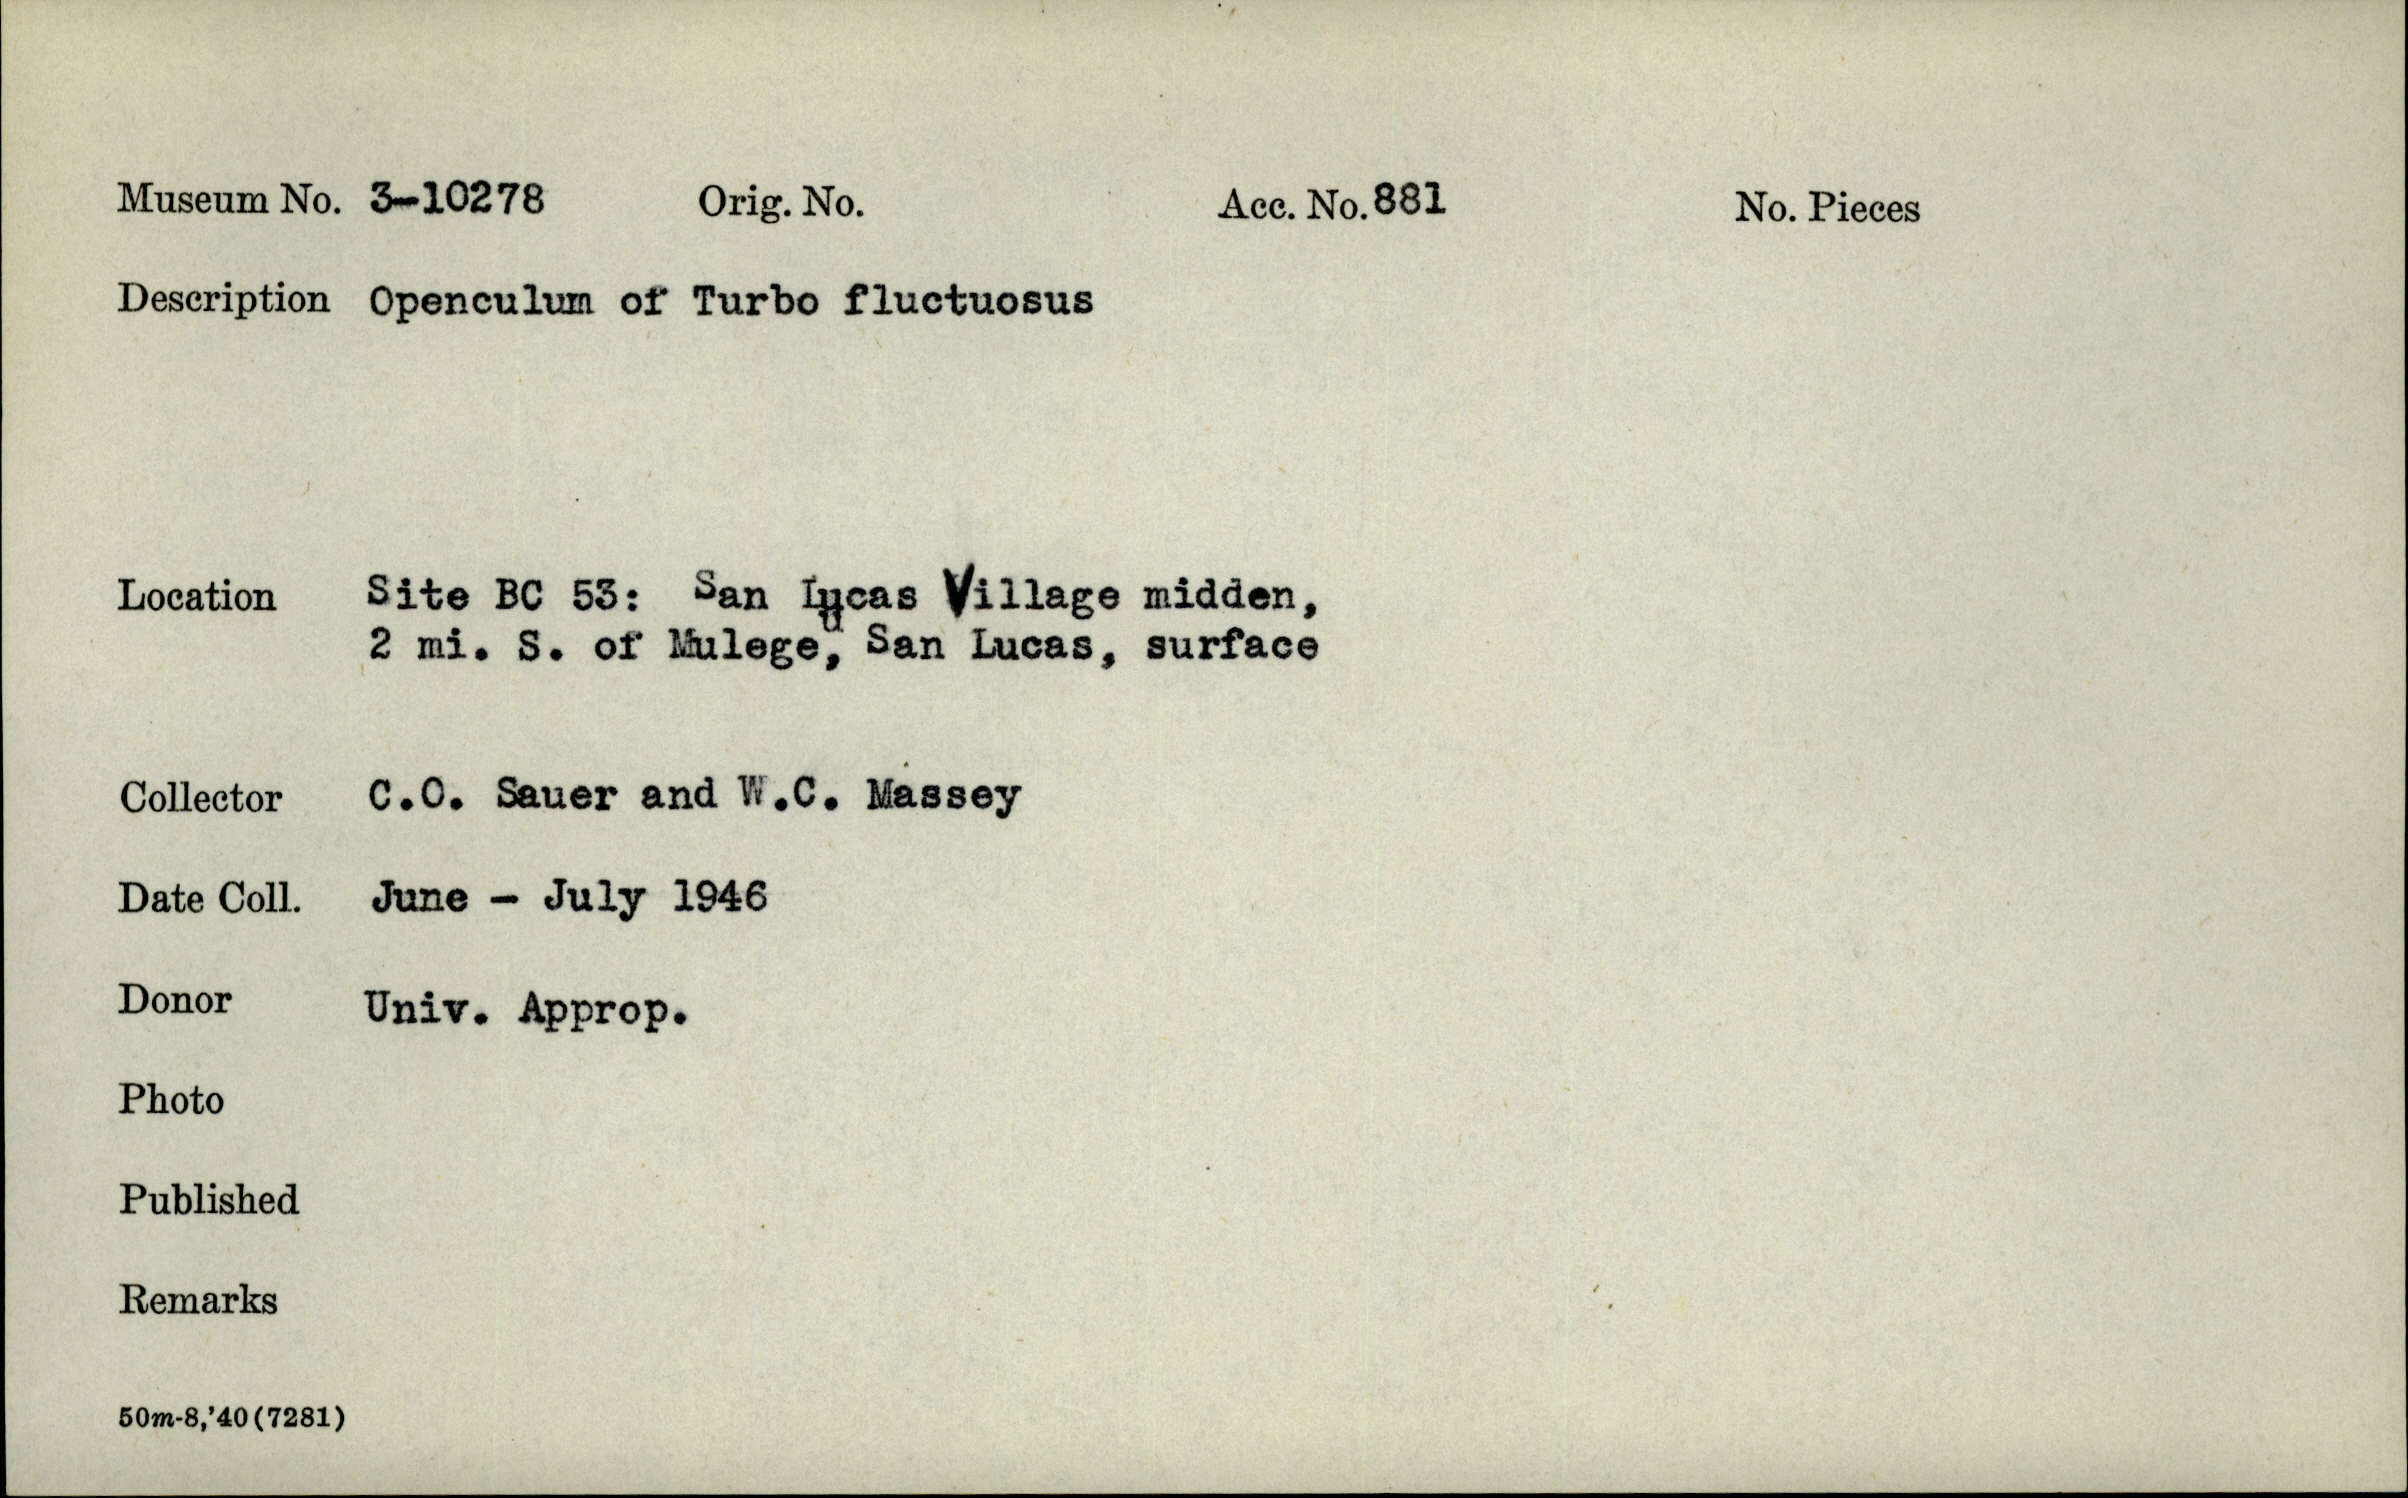 Museum No. 3-10278 Orig. No. Acc. No. 881 No. Pieces
Description Openculum of Turbo fluctuosus
Location Site BC 53: San Lucas Village midden,
2 mi. S. of Mulege, San Lucas, surface
Collector C.O. Sauer and W.C. Massey
Date Coll. June - July 1946
Donor Univ. Approp.
Photo
Published
Remarks
50m-8,'40(7281)